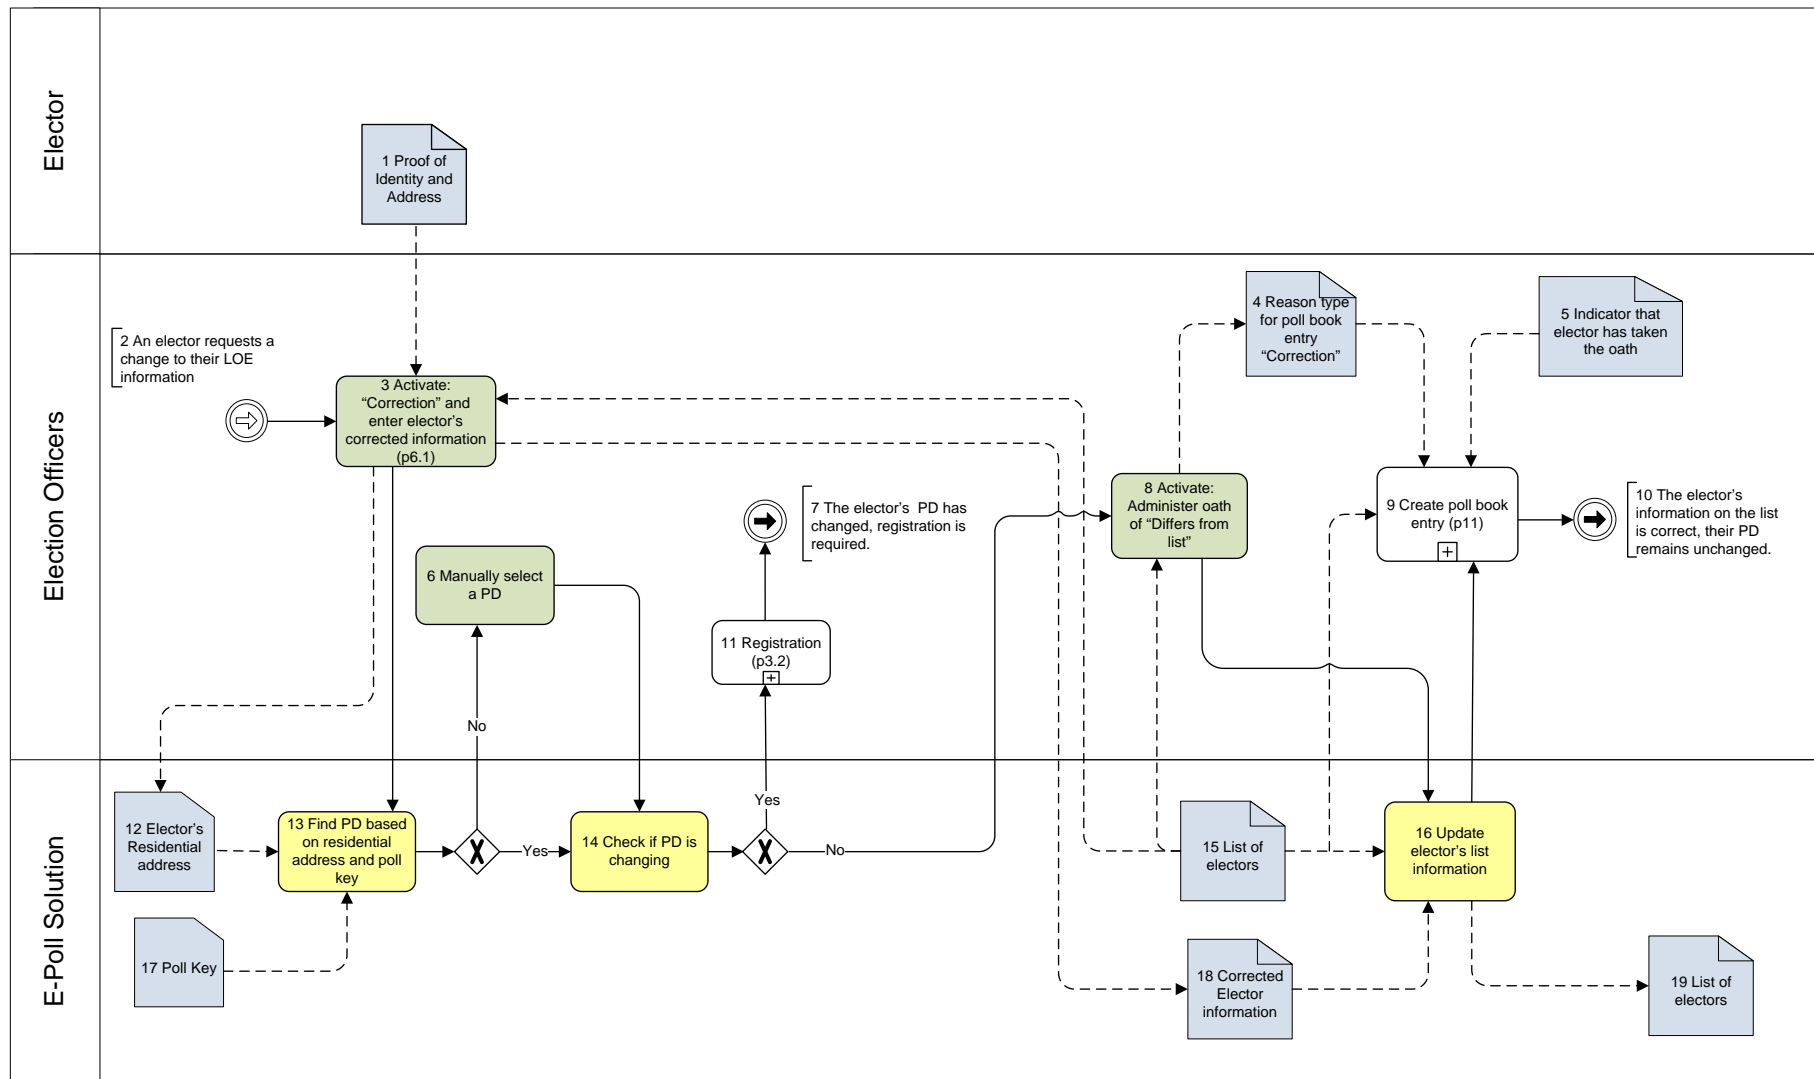 Elector
1 Proof of
Identity and
Address
Election Officers
2 An elector requests a
change to their LOE
information
3 Activate:
“Correction” and
enter elector’s
corrected information
(p6.1)
4 Reason type
for poll book
entry
“Correction”
5 Indicator that
elector has taken
the oath
6 Manually select
a PD
7 The elector’s  PD has
changed, registration is
required.
8 Activate:
Administer oath
of “Differs from
list”
9 Create poll book
entry (p11)
10 The elector’s
information on the list
is correct, their PD
remains unchanged.
11 Registration
(p3.2)
No
Yes
E-Poll Solution
12 Elector’s
Residential
address
13 Find PD based
on residential
address and poll
key
Yes
14 Check if PD is
changing
No
15 List of
electors
16 Update
elector’s list
information
17 Poll Key
18 Corrected
Elector
information
19 List of
electors